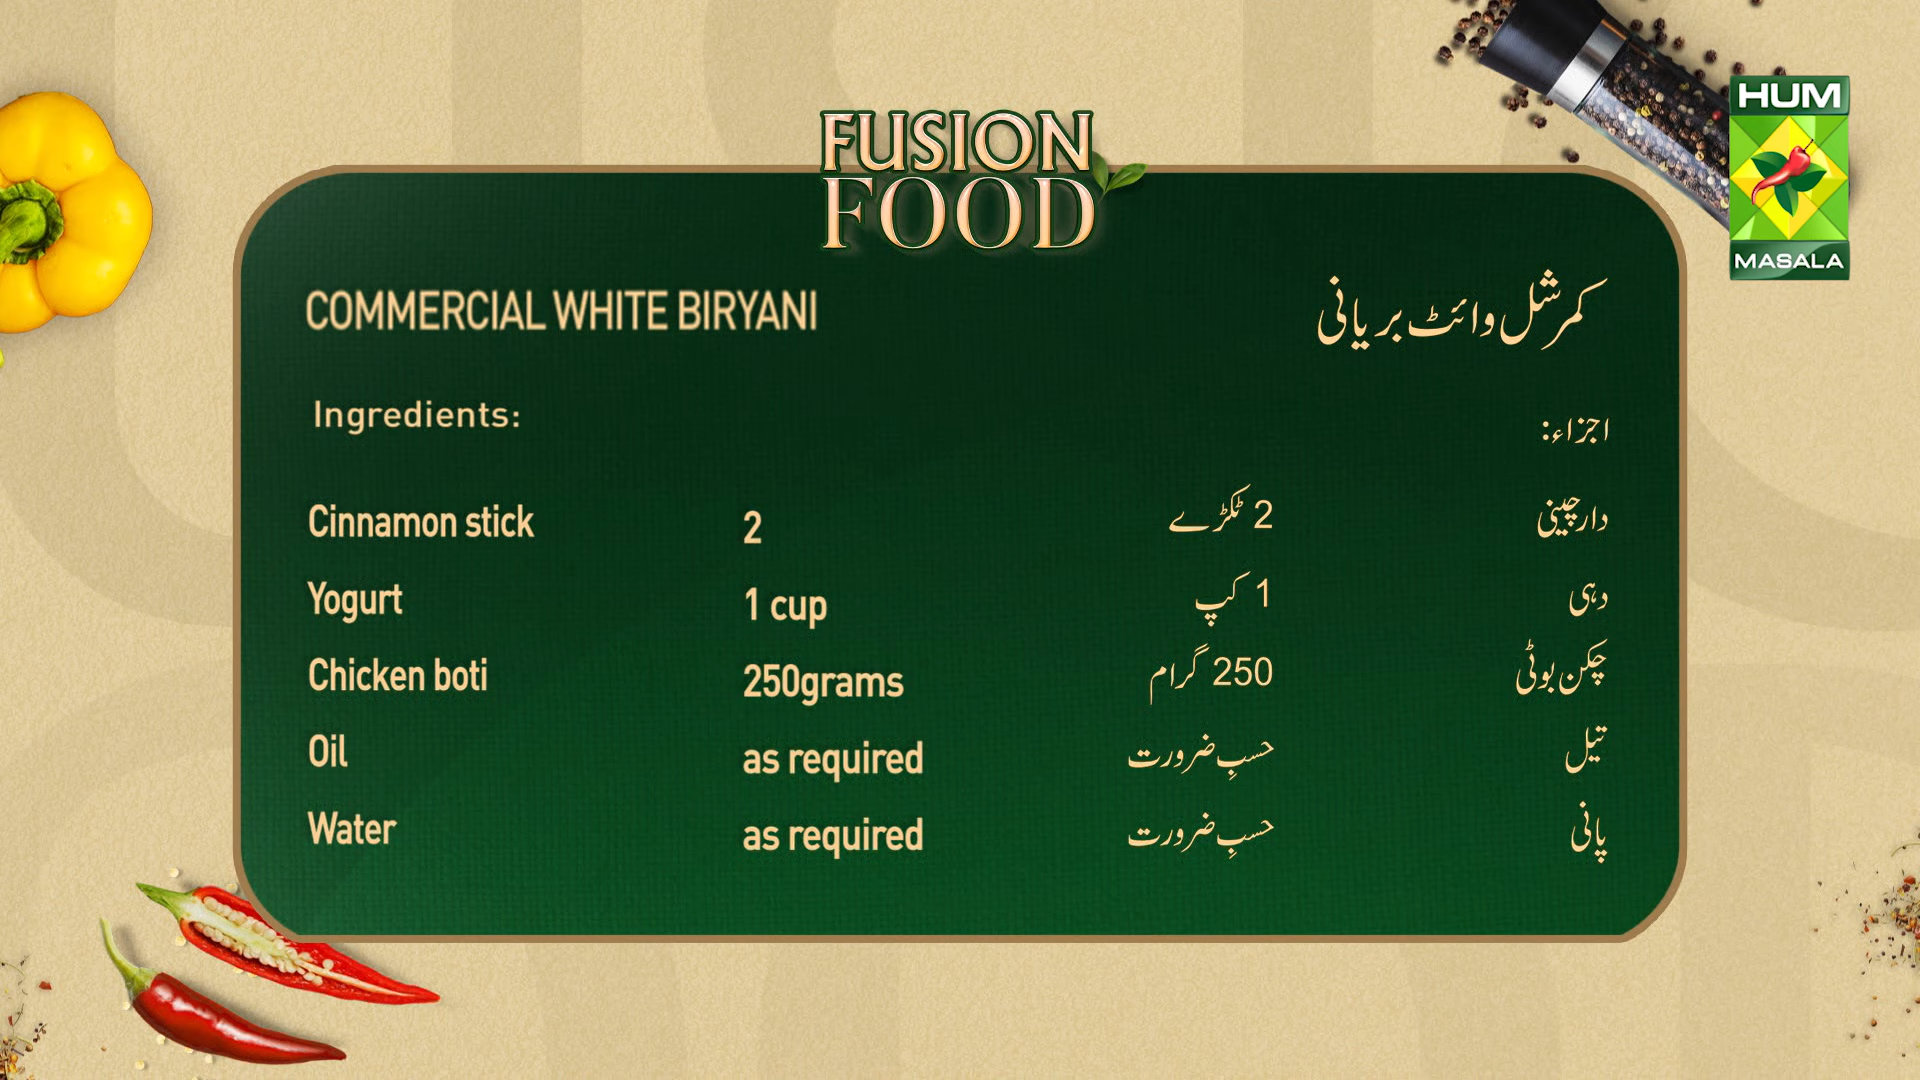 FUSION
FOOD
HUM
MASALA
COMMERCIAL WHITE BIRYANI
کمرشل وائٹ بریانی
Ingredients:
اجزاء:
Cinnamon stick 2
دارچینی 2 ٹکڑے
Yogurt 1 cup
دہی 1 کپ
Chicken boti 250grams
چکن بوٹی 250 گرام
Oil as required
تیل حسبِ ضرورت
Water as required
پانی حسبِ ضرورت